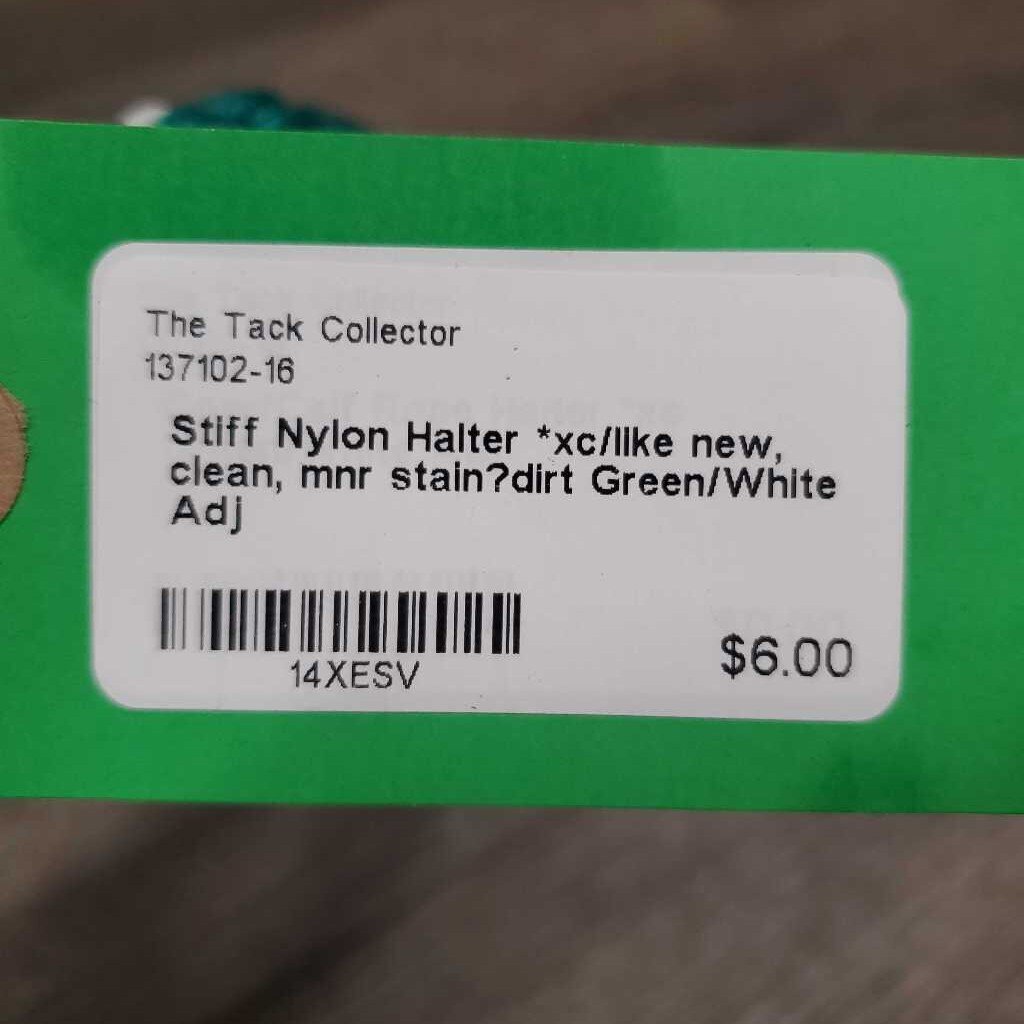 The Tack Collector
137102-16
Stiff Nylon Halter *xc/like new,
clean, mnr stain?dirt Green/White
Adj
14XESV
$6.00